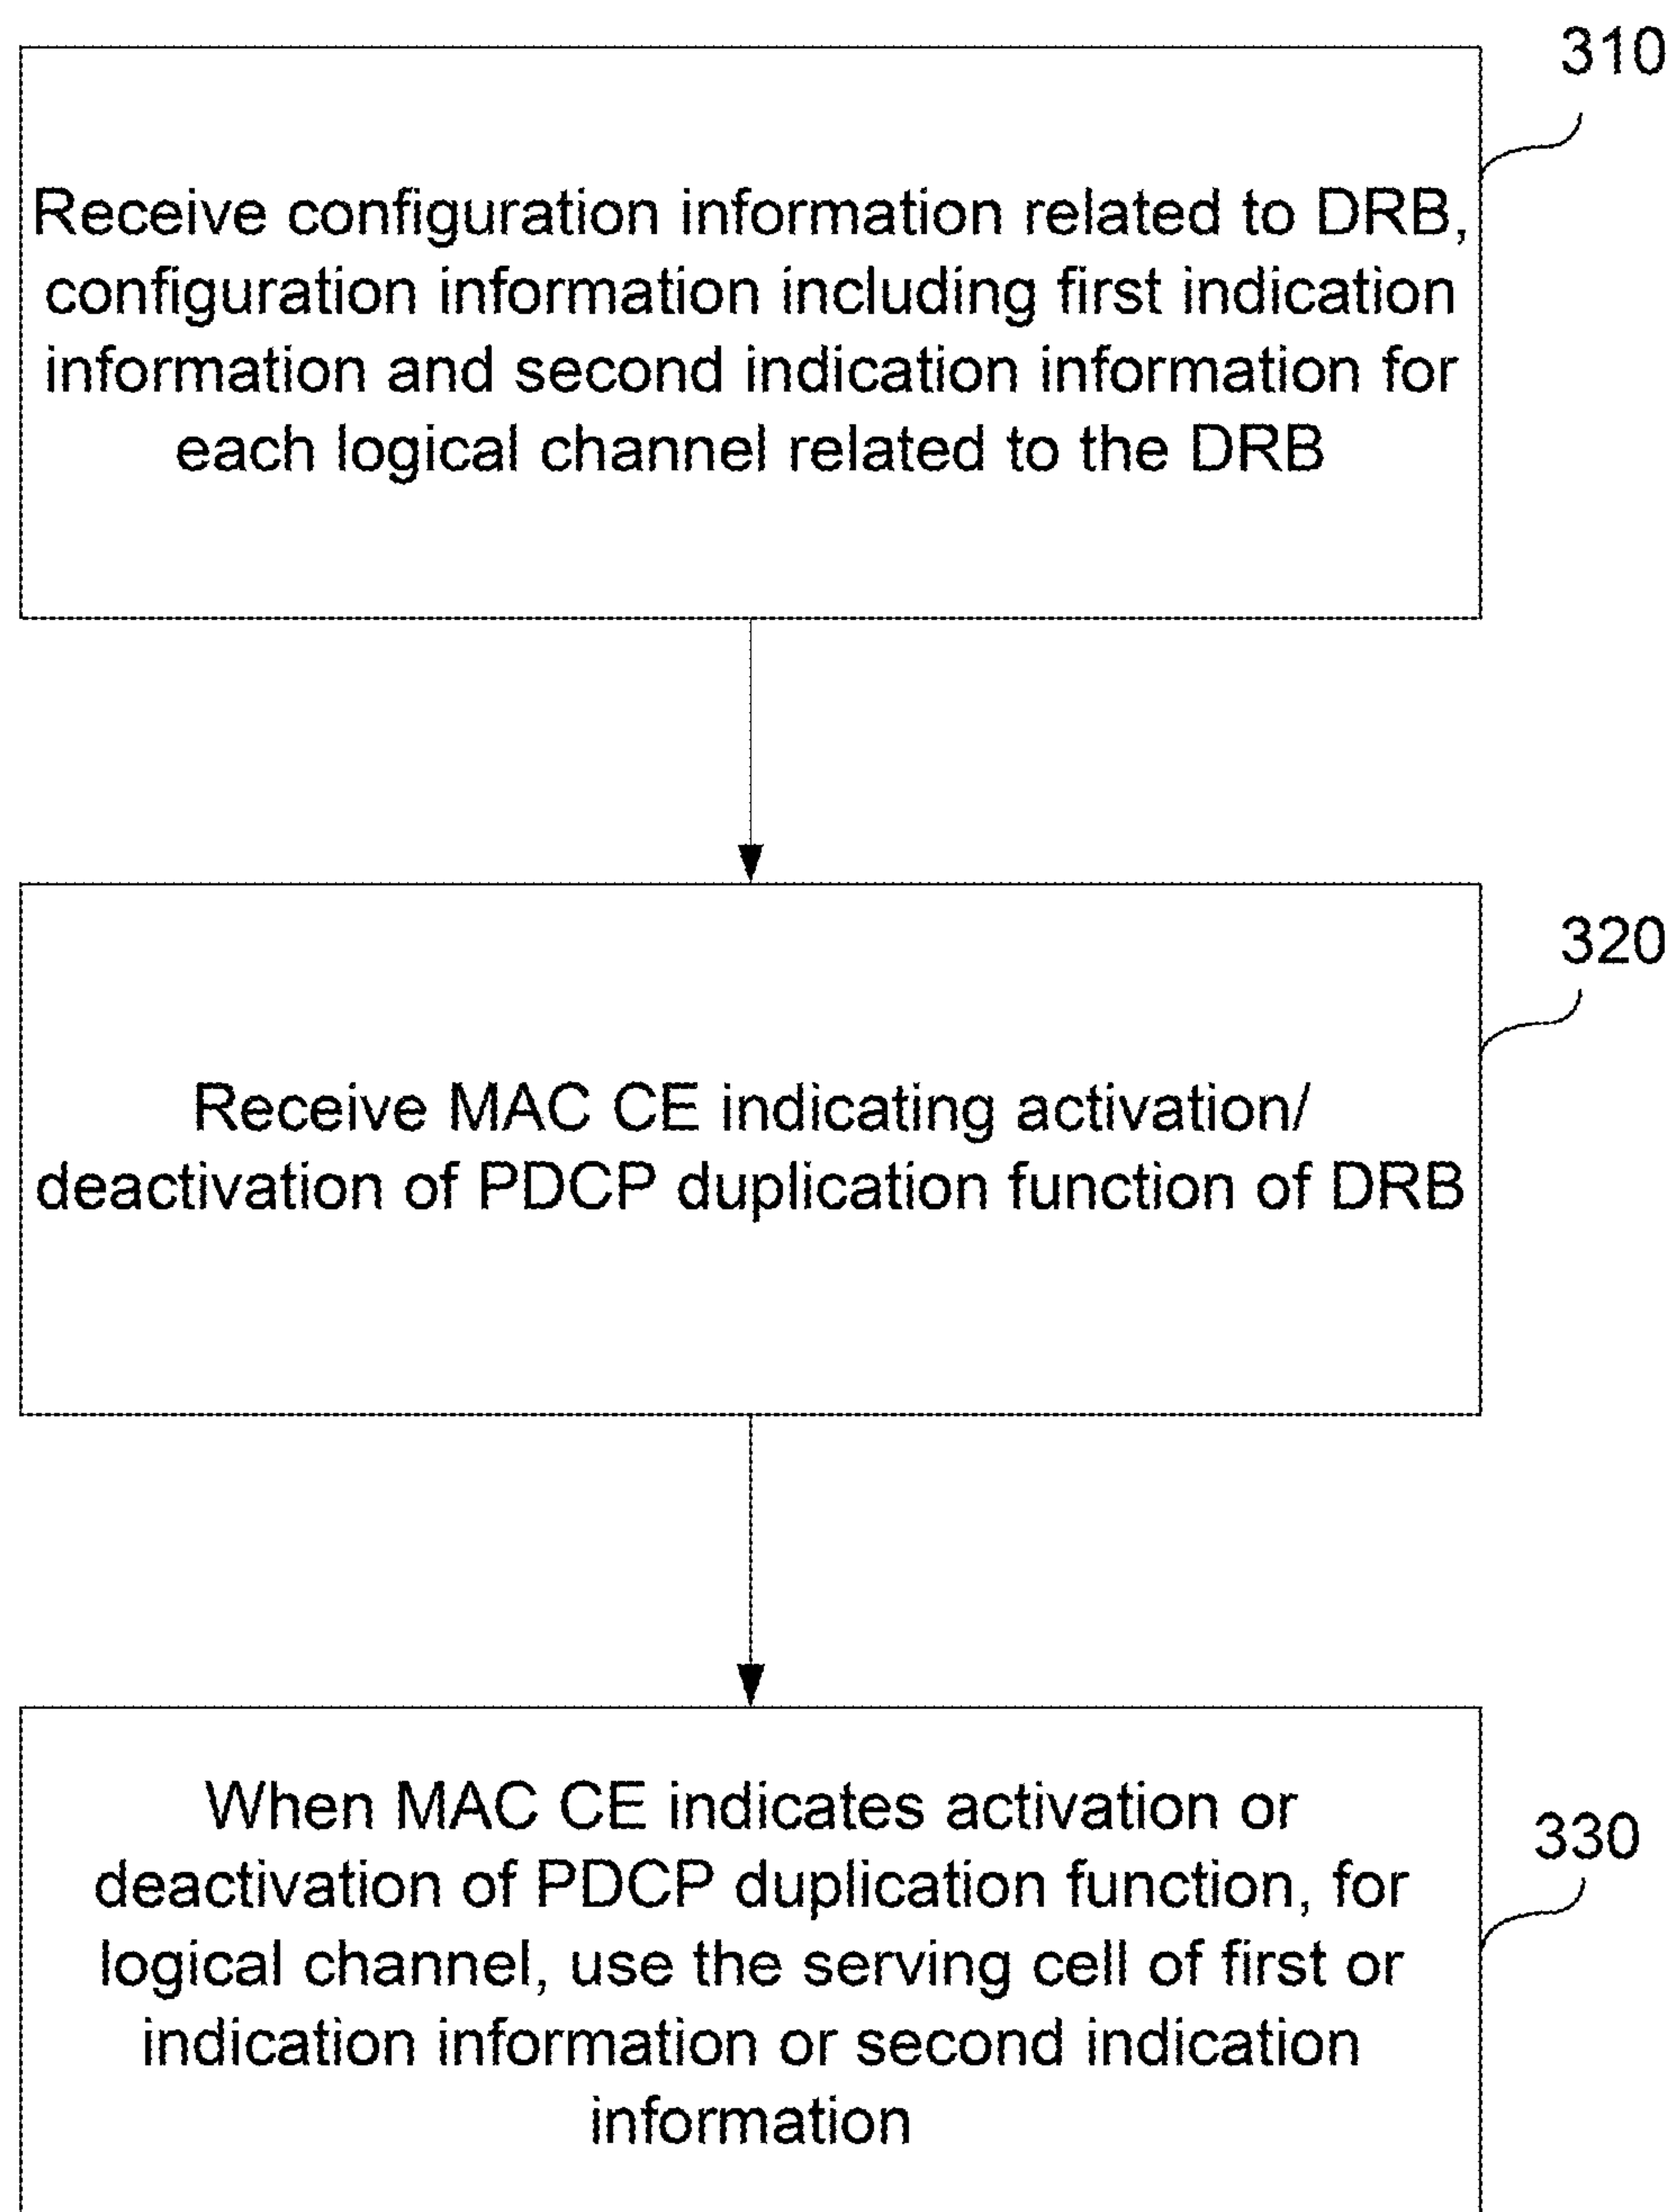 310
Receive configuration information related to DRB,
configuration information including first indication
information and second indication information for
each logical channel related to the DRB
320
Receive MAC CE indicating activation/
deactivation of PDCP duplication function of DRB
330
When MAC CE indicates activation or
deactivation of PDCP duplication function, for
logical channel, use the serving cell of first or
indication information or second indication
information